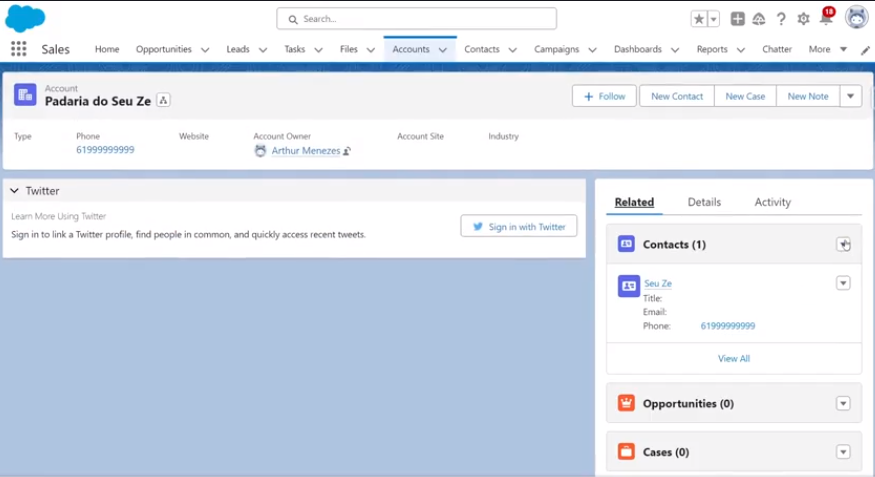 Search...
18
Sales Home Opportunities Leads Tasks Files Accounts Contacts Campaigns Dashboards Reports Chatter More
Account
Padaria do Seu Ze
+ Follow New Contact New Case New Note
Type Phone Website Account Owner Account Site Industry
61999999999 Arthur Menezes
Twitter
Learn More Using Twitter
Sign in to link a Twitter profile, find people in common, and quickly access recent tweets.
Sign in with Twitter
Related Details Activity
Contacts (1)
Seu Ze
Title:
Email:
Phone: 61999999999
View All
Opportunities (0)
Cases (0)